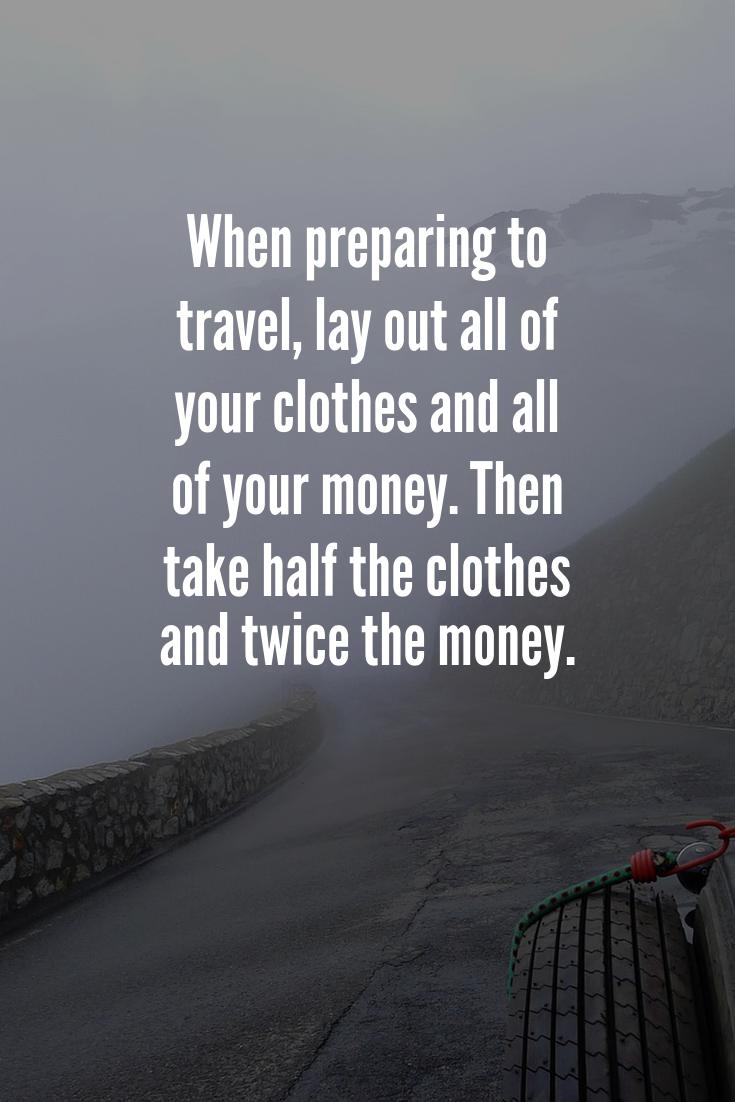 When preparing to
travel, lay out all of
your clothes and all
of your money. Then
take half the clothes
and twice the money.